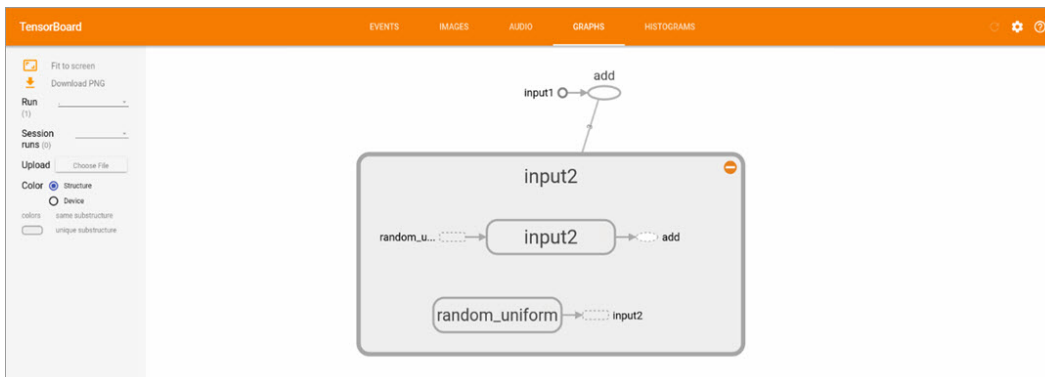 TensorBoard
EVENTS IMAGES AUDIO GRAPHS HISTOGRAMS
Fit to screen
Download PNG
Run
(1)
Session
runs (0)
Upload Choose File
Color Structure
Device
colors same substructure
unique substructure
add
input1
input2
random_u... input2 add
random_uniform input2